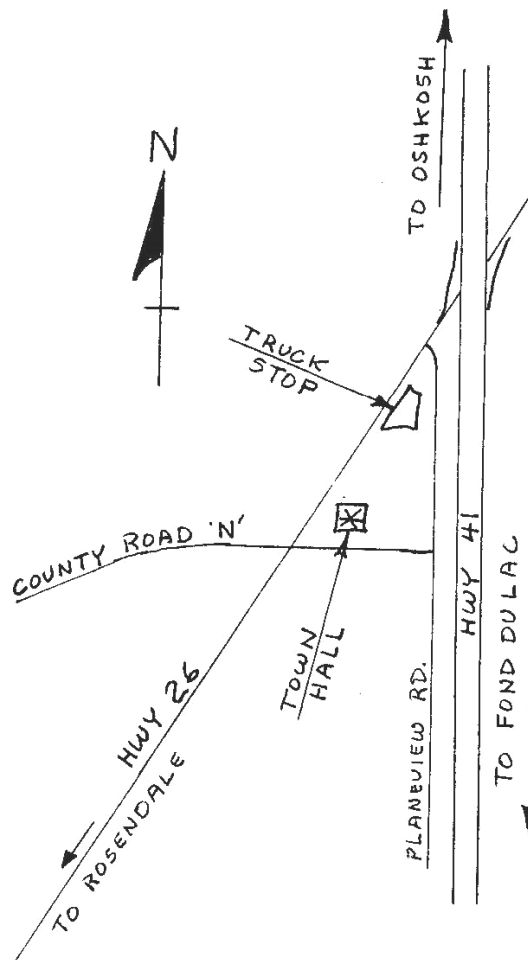 TO OSHKOSH
N
TRUCK
STOP
COUNTY ROAD 'N'
HWY 41
TOWN
HALL
TO FOND DU LAC
HWY 26
PLANEVIEW RD.
TO ROSENDALE